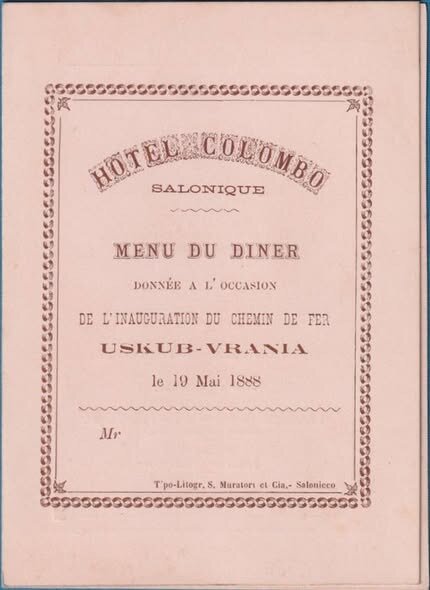 HÔTEL COLOMBO
SALONIQUE
MENU DU DINER
DONNÉE A L'OCCASION
DE L'INAUGURATION DU CHEMIN DE FER
USKUB-VRANIA
le 19 Mai 1888
Mr
T'po-Litogr, S. Muratori et Cia,- Salonicco